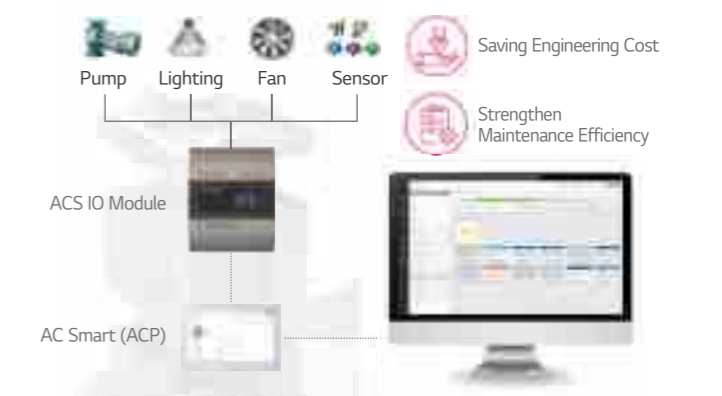 Pump
Lighting
Fan
Sensor
Saving Engineering Cost
Strengthen
Maintenance Efficiency
ACS IO Module
AC Smart (ACP)